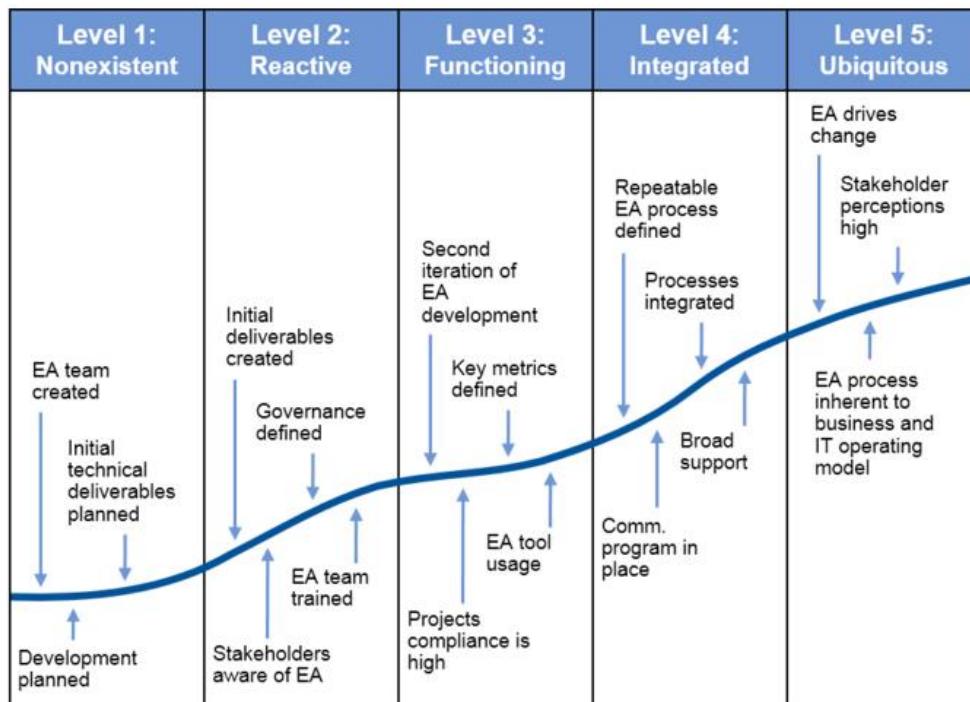 Level 1:
Nonexistent
Level 2:
Reactive
Level 3:
Functioning
Level 4:
Integrated
Level 5:
Ubiquitous
EA team
created
Initial
technical
deliverables
planned
Development
planned
Initial
deliverables
created
Governance
defined
EA team
trained
Stakeholders
aware of EA
Second
iteration of
EA
development
Key metrics
defined
EA tool
usage
Projects
compliance is
high
Repeatable
EA process
defined
Processes
integrated
Broad
support
Comm.
program in
place
EA drives
change
Stakeholder
perceptions
high
EA process
inherent to
business and
IT operating
model